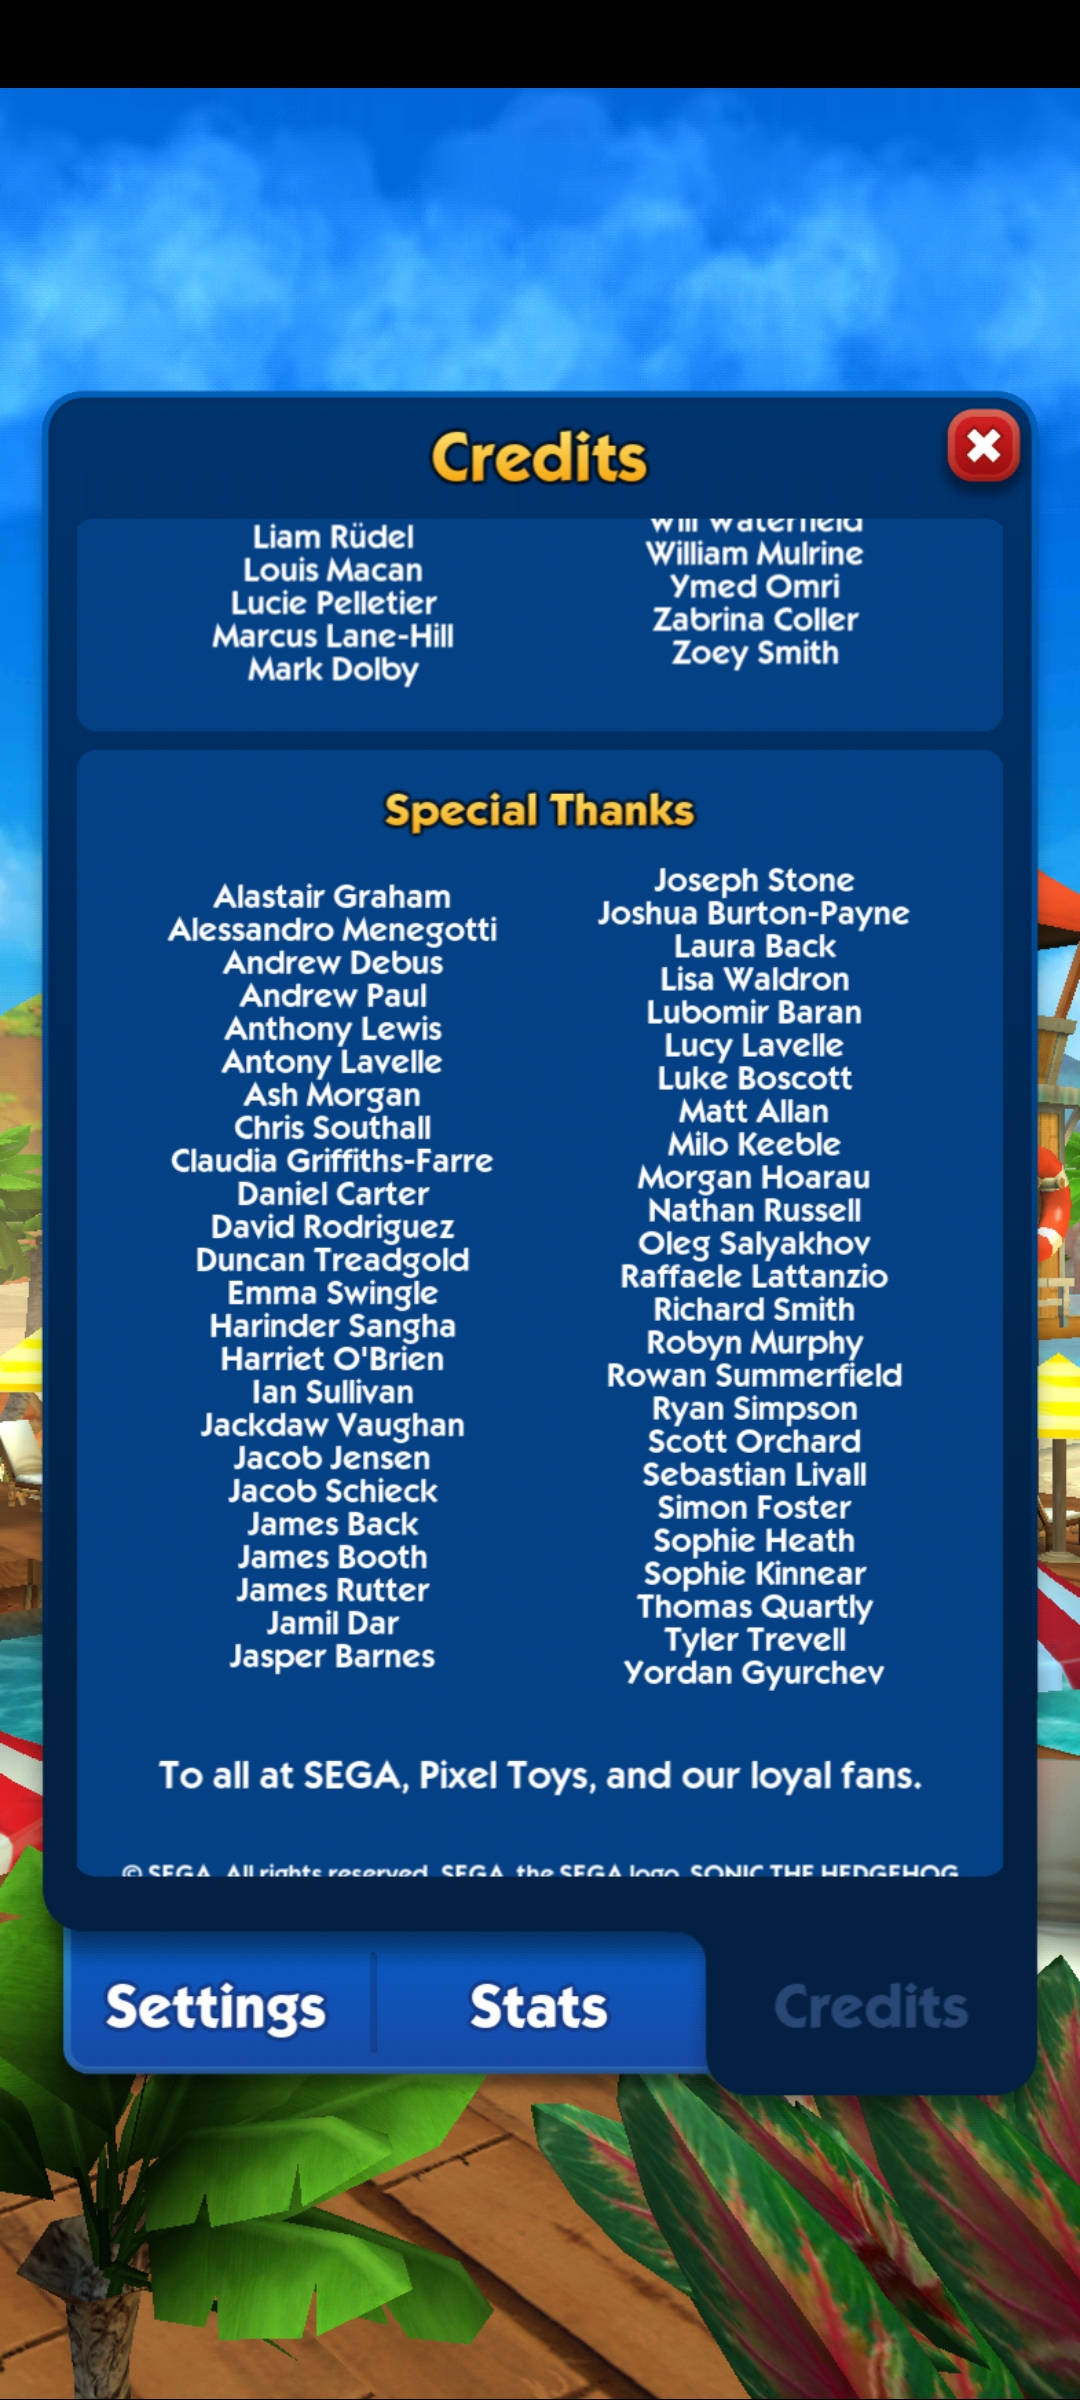 Credits
Liam Rüdel
Louis Macan
Lucie Pelletier
Marcus Lane-Hill
Mark Dolby
Will Waterfield
William Mulrine
Ymed Omri
Zabrina Coller
Zoey Smith
Special Thanks
Alastair Graham
Alessandro Menegotti
Andrew Debus
Andrew Paul
Anthony Lewis
Antony Lavelle
Ash Morgan
Chris Southall
Claudia Griffiths-Farre
Daniel Carter
David Rodriguez
Duncan Treadgold
Emma Swingle
Harinder Sangha
Harriet O'Brien
Ian Sullivan
Jackdaw Vaughan
Jacob Jensen
Jacob Schieck
James Back
James Booth
James Rutter
Jamil Dar
Jasper Barnes
Joseph Stone
Joshua Burton-Payne
Laura Back
Lisa Waldron
Lubomir Baran
Lucy Lavelle
Luke Boscott
Matt Allan
Milo Keeble
Morgan Hoarau
Nathan Russell
Oleg Salyakhov
Raffaele Lattanzio
Richard Smith
Robyn Murphy
Rowan Summerfield
Ryan Simpson
Scott Orchard
Sebastian Livall
Simon Foster
Sophie Heath
Sophie Kinnear
Thomas Quartly
Tyler Trevell
Yordan Gyurchev
To all at SEGA, Pixel Toys, and our loyal fans.
© SEGA. All rights reserved. SEGA, the SEGA logo, SONIC THE HEDGEHOG
Settings
Stats
Credits